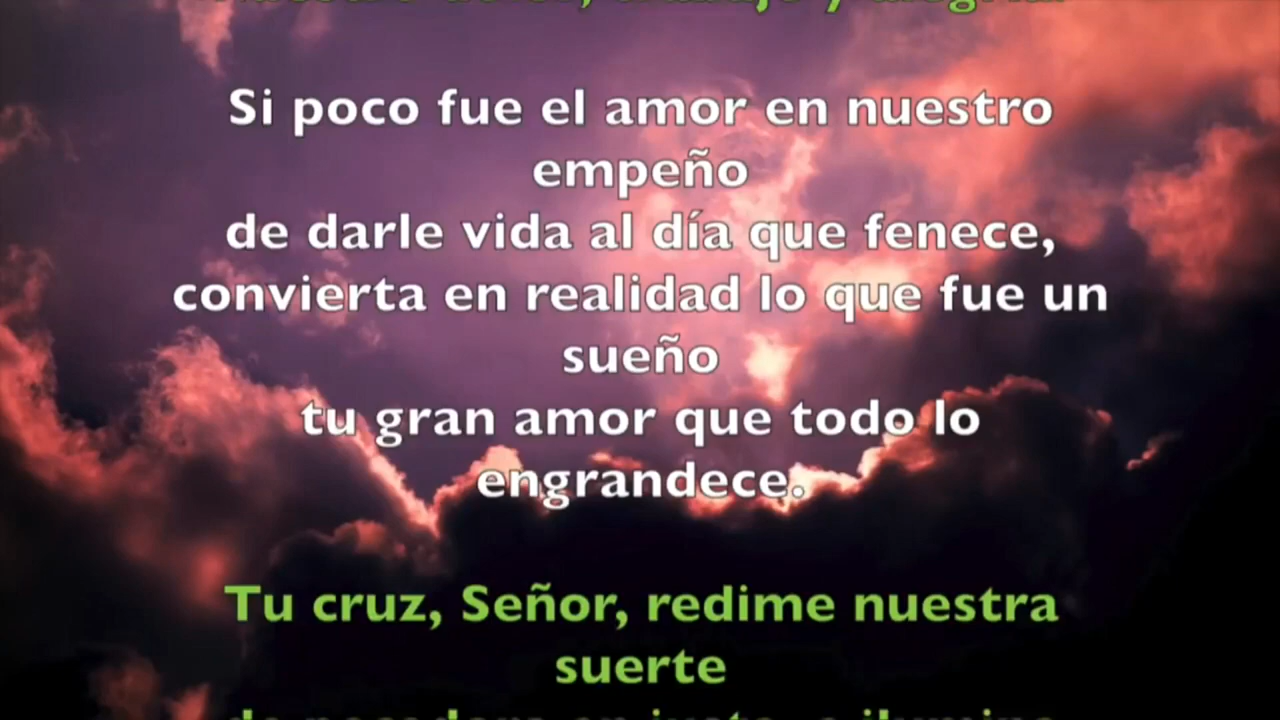 Si poco fue el amor en nuestro
empeño
de darle vida al día que fenece,
convierta en realidad lo que fue un
sueño
tu gran amor que todo lo
engrandece.
Tu cruz, Señor, redime nuestra
suerte